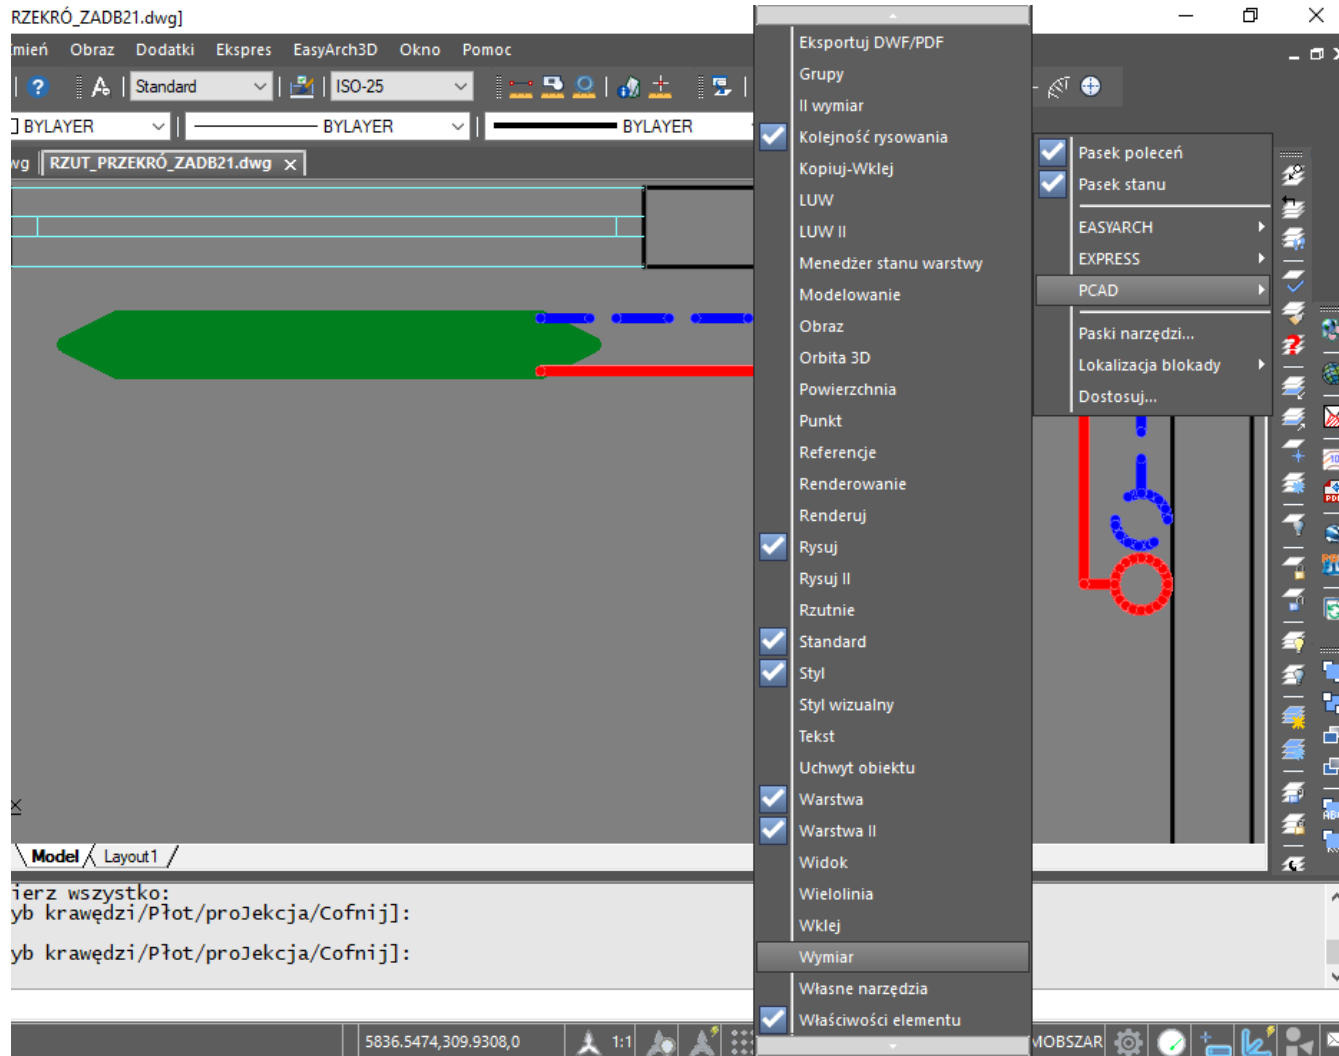 RZEKRÓ_ZADB21.dwg]
mień Obraz Dodatki Ekspres EasyArch3D Okno Pomoc
Standard ISO-25
BYLAYER BYLAYER BYLAYER
wg RZUT_PRZEKRÓ_ZADB21.dwg
Eksportuj DWF/PDF
Grupy
II wymiar
Kolejność rysowania
Kopiuj-Wklej
LUW
LUW II
Menedżer stanu warstwy
Modelowanie
Obraz
Orbita 3D
Powierzchnia
Punkt
Referencje
Renderowanie
Renderuj
Rysuj
Rysuj II
Rzutnie
Standard
Styl
Styl wizualny
Tekst
Uchwyt obiektu
Warstwa
Warstwa II
Widok
Wielolinia
Wklej
Wymiar
Własne narzędzia
Właściwości elementu
Pasek poleceń
Pasek stanu
EASYARCH
EXPRESS
PCAD
Paski narzędzi...
Lokalizacja blokady
Dostosuj...
Model Layout1
ierz wszystko:
yb krawędzi/Płot/proJekcja/Cofnij]:
yb krawędzi/Płot/proJekcja/Cofnij]:
5836.5474,309.9308,0 1:1 MOBSZAR